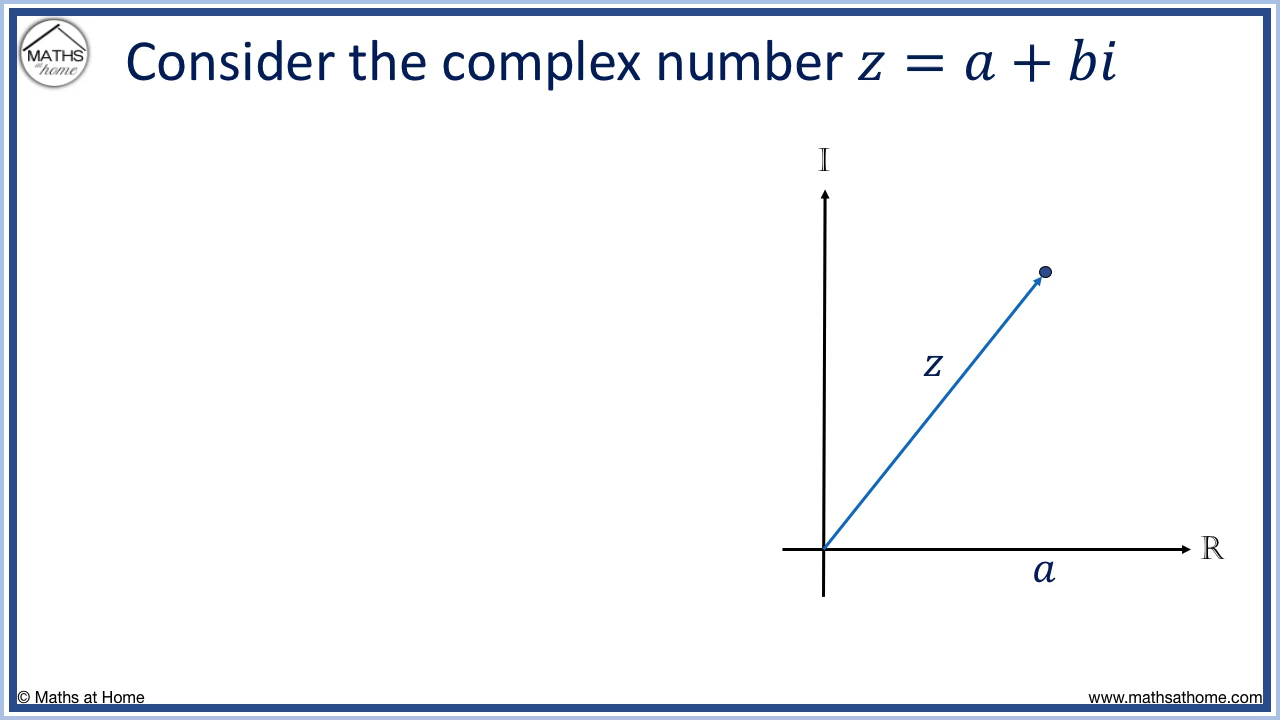 MATHS
at
home
Consider the complex number z = a + bi
𝕀
z
ℝ
a
© Maths at Home
www.mathsathome.com